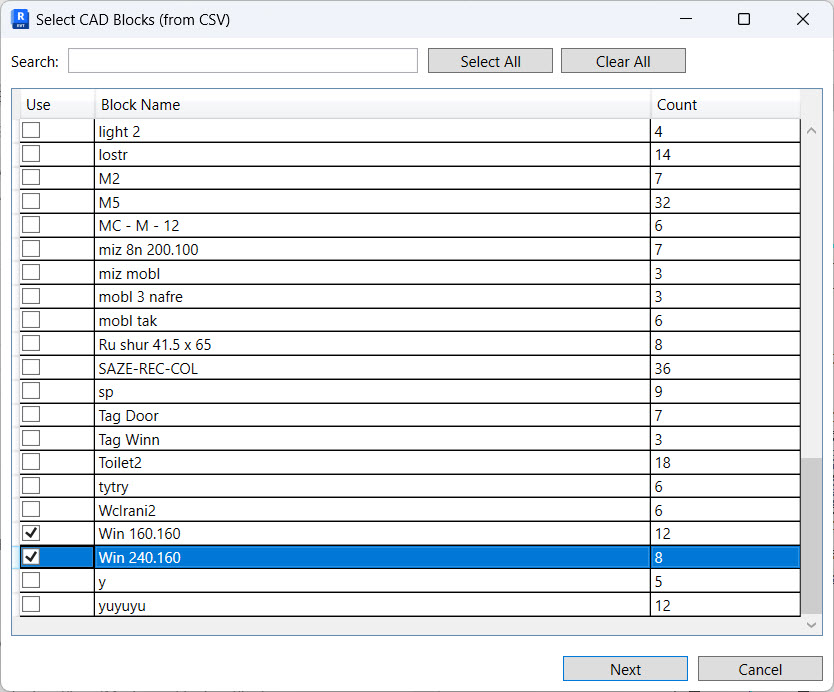 Select CAD Blocks (from CSV)
Search: Select All Clear All
Use Block Name Count
light 2 4
lostr 14
M2 7
M5 32
MC - M - 12 6
miz 8n 200.100 7
miz mobl 3
mobl 3 nafre 3
mobl tak 6
Ru shur 41.5 x 65 8
SAZE-REC-COL 36
sp 9
Tag Door 7
Tag Winn 3
Toilet2 18
tytry 6
WcIrani2 6
Win 160.160 12
Win 240.160 8
y 5
yuyuyu 12
Next Cancel